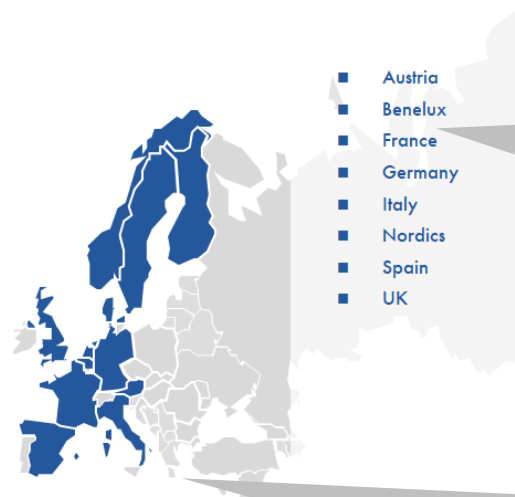 Austria
Benelux
France
Germany
Italy
Nordics
Spain
UK